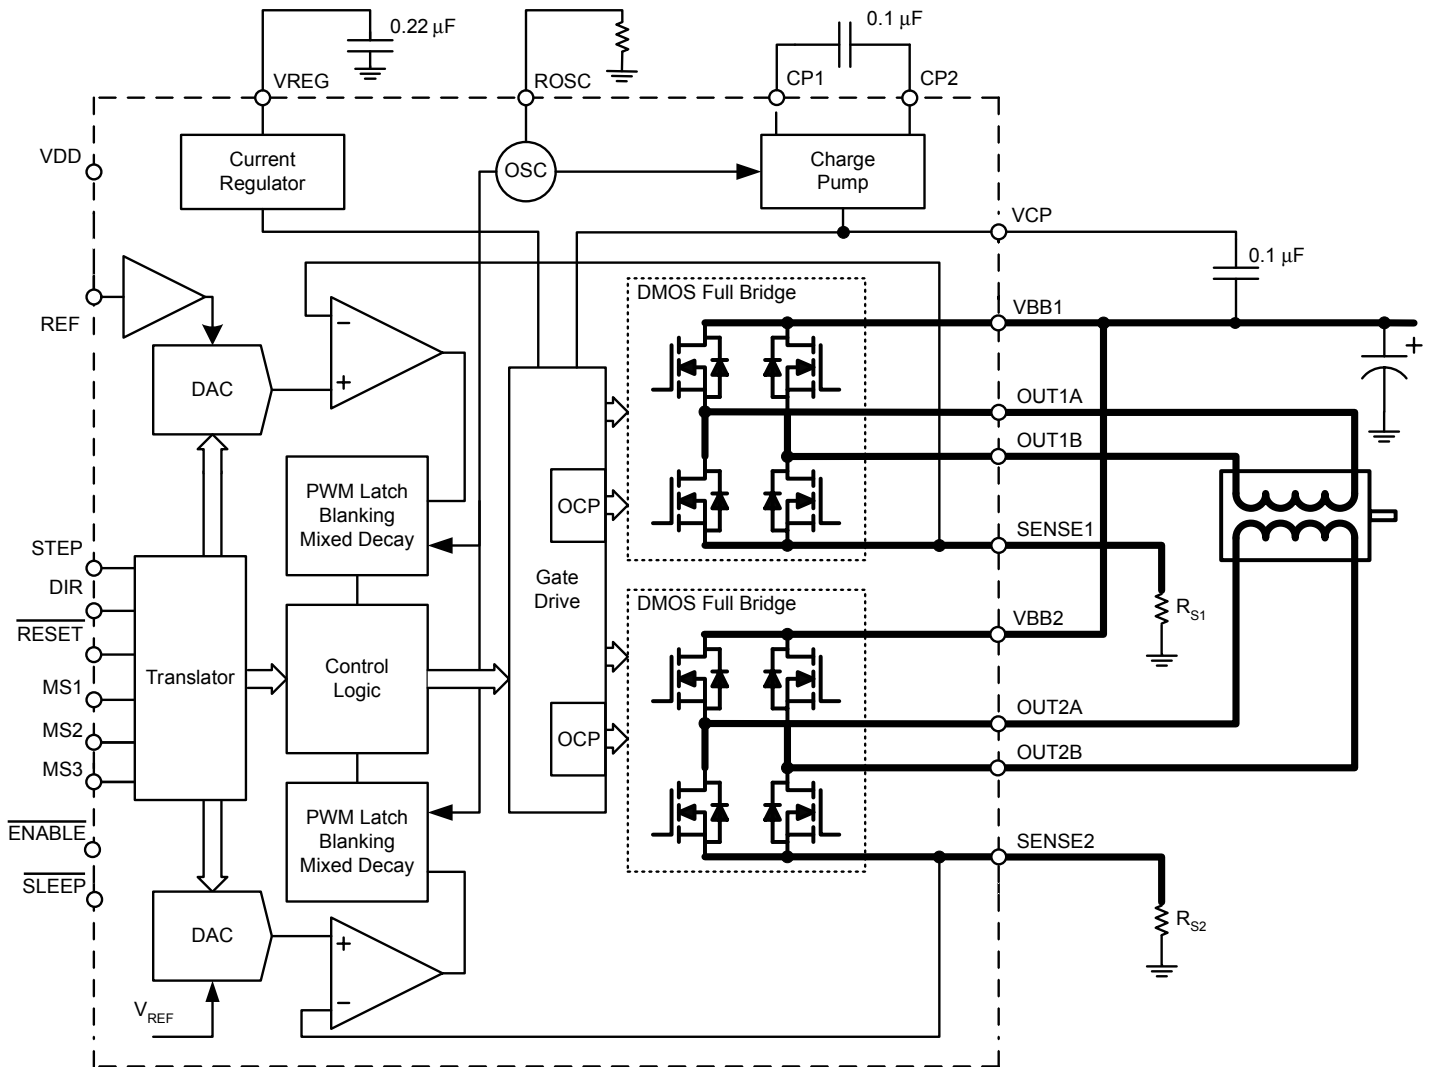 0.22 µF
0.1 µF
VREG
ROSC
CP1
CP2
VDD
Current
Regulator
OSC
Charge
Pump
VCP
0.1 µF
REF
DMOS Full Bridge
VBB1
−
+
+
DAC
OUT1A
OUT1B
PWM Latch
Blanking
Mixed Decay
OCP
STEP
SENSE1
DIR
Gate
Drive
DMOS Full Bridge
RS1
RESET
VBB2
Translator
Control
Logic
MS1
OUT2A
MS2
OCP
OUT2B
MS3
PWM Latch
Blanking
Mixed Decay
ENABLE
SENSE2
SLEEP
RS2
DAC
+
−
VREF